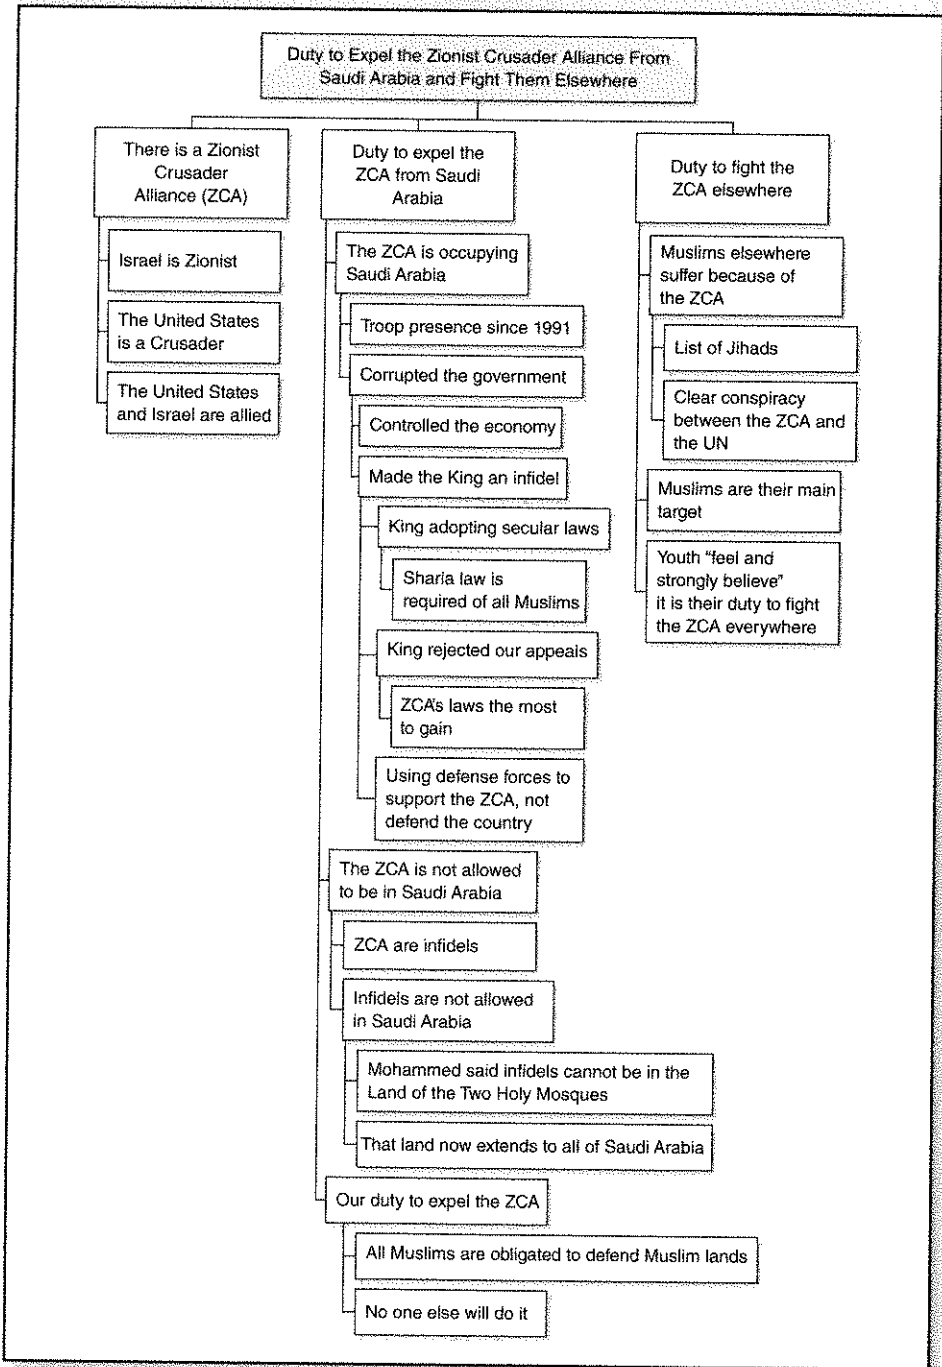 Duty to Expel the Zionist Crusader Alliance From
Saudi Arabia and Fight Them Elsewhere
There is a Zionist
Crusader
Alliance (ZCA)
Israel is Zionist
The United States
is a Crusader
The United States
and Israel are allied
Duty to expel the
ZCA from Saudi
Arabia
The ZCA is occupying
Saudi Arabia
Troop presence since 1991
Corrupted the government
Controlled the economy
Made the King an infidel
King adopting secular laws
Sharia law is
required of all Muslims
King rejected our appeals
ZCA's laws the most
to gain
Using defense forces to
support the ZCA, not
defend the country
The ZCA is not allowed
to be in Saudi Arabia
ZCA are infidels
Infidels are not allowed
in Saudi Arabia
Mohammed said infidels cannot be in the
Land of the Two Holy Mosques
That land now extends to all of Saudi Arabia
Our duty to expel the ZCA
All Muslims are obligated to defend Muslim lands
No one else will do it
Duty to fight the
ZCA elsewhere
Muslims elsewhere
suffer because of
the ZCA
List of Jihads
Clear conspiracy
between the ZCA and
the UN
Muslims are their main
target
Youth "feel and
strongly believe"
it is their duty to fight
the ZCA everywhere